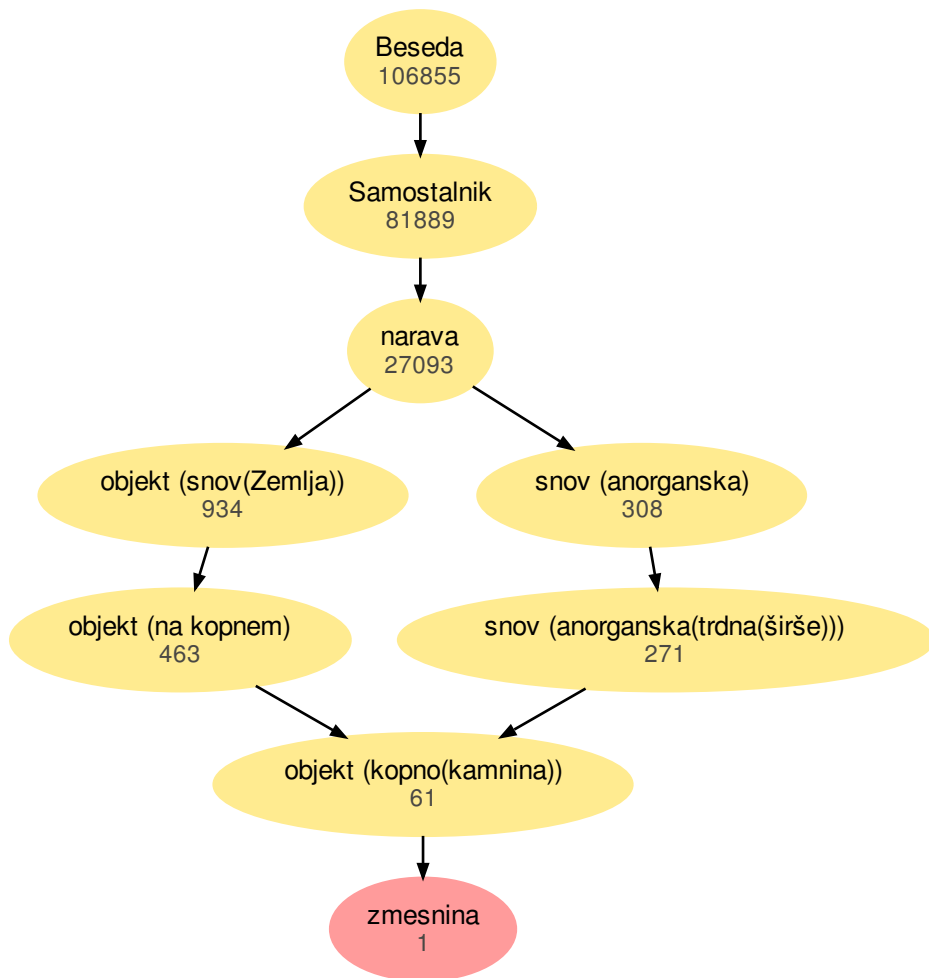 Beseda
106855
Samostalnik
81889
narava
27093
objekt (snov(Zemlja))
934
snov (anorganska)
308
objekt (na kopnem)
463
snov (anorganska(trdna(širše)))
271
objekt (kopno(kamnina))
61
zmesnina
1